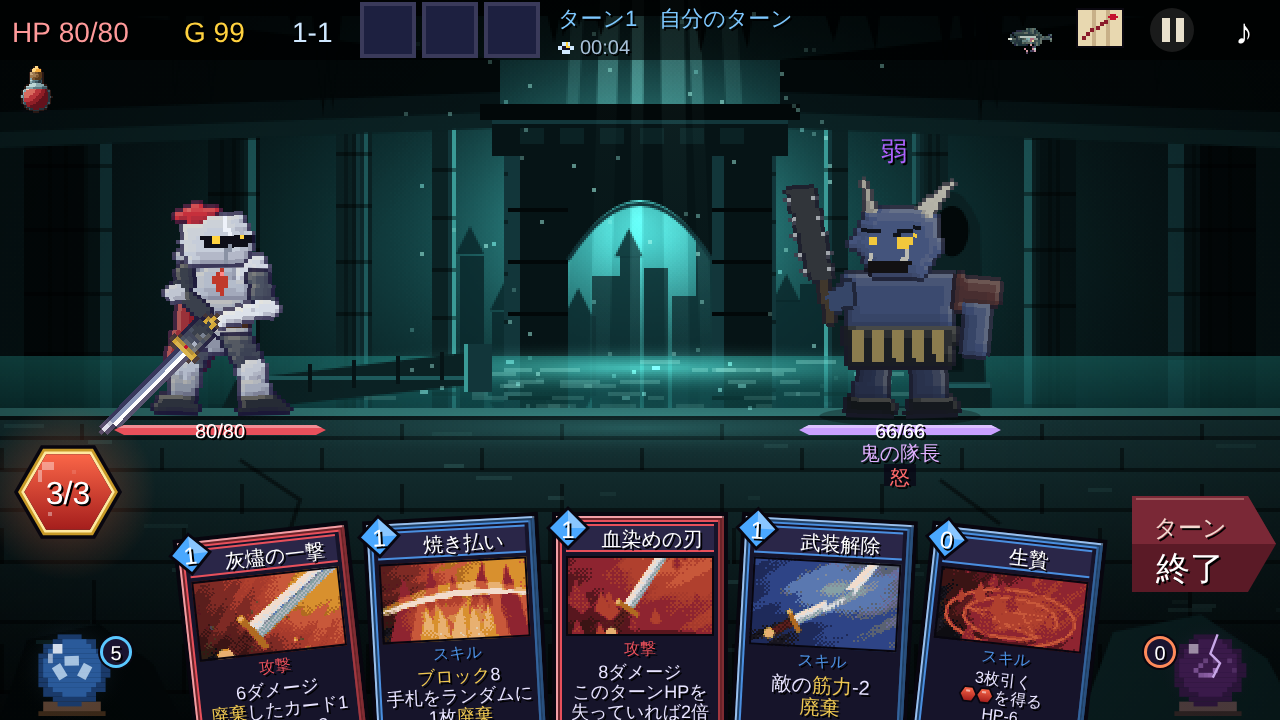 HP 80/80 G 99 1-1
ターン1 自分のターン
00:04
♪
弱
80/80
66/66
鬼の隊長
怒
3/3
ターン
終了
5
0
1
灰燼の一撃
攻撃
6ダメージ
廃棄したカード1
1
焼き払い
スキル
ブロック8
手札をランダムに
1枚廃棄
1
血染めの刃
攻撃
8ダメージ
このターンHPを
失っていれば2倍
1
武装解除
スキル
敵の筋力-2
廃棄
0
生贄
スキル
3枚引く
を得る
HP-6